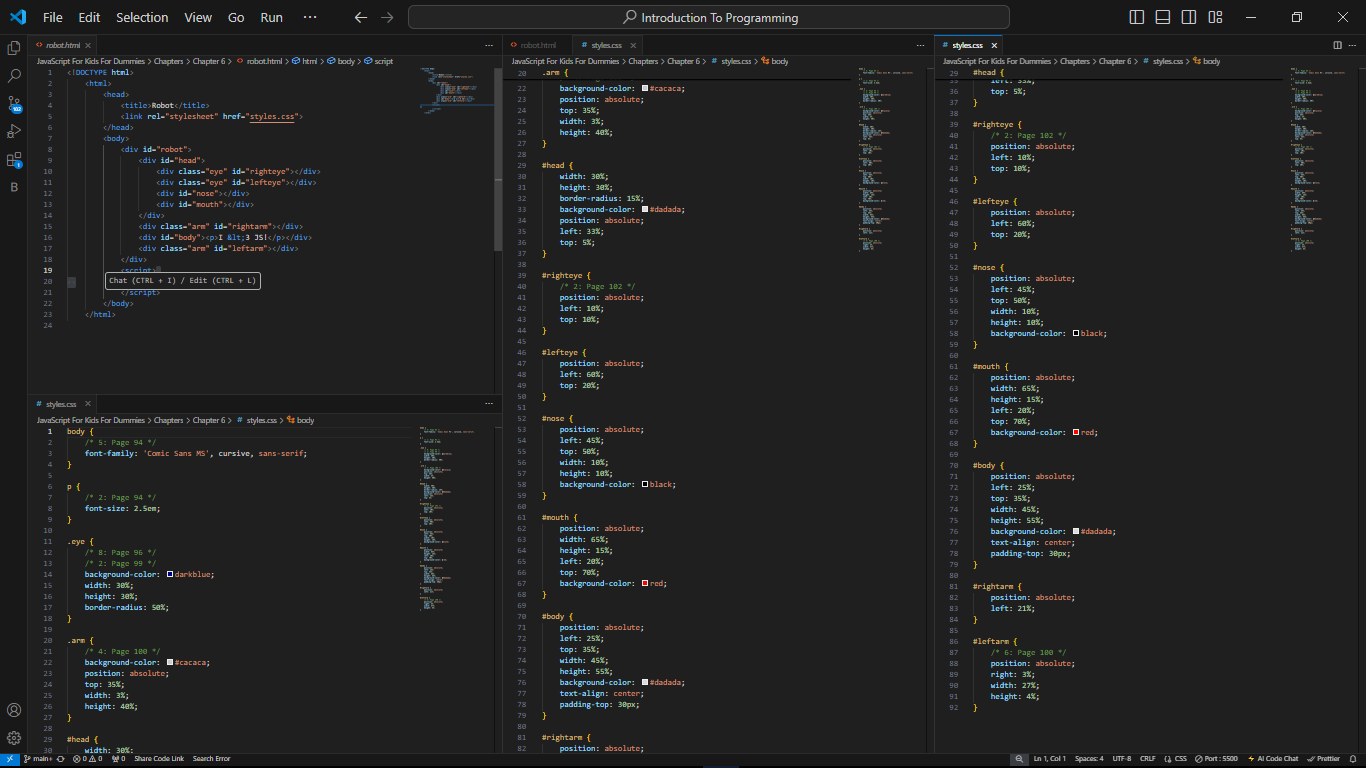 File Edit Selection View Go Run ··· Introduction To Programming
robot.html
JavaScript For Kids For Dummies > Chapters > Chapter 6 > robot.html > html > body > script
1 <!DOCTYPE html>
2 <html>
3 <head>
4 <title>Robot</title>
5 <link rel="stylesheet" href="styles.css">
6 </head>
7 <body>
8 <div id="robot">
9 <div id="head">
10 <div class="eye" id="righteye"></div>
11 <div class="eye" id="lefteye"></div>
12 <div id="nose"></div>
13 <div id="mouth"></div>
14 </div>
15 <div class="arm" id="rightarm"></div>
16 <div id="body"><p>I &lt;3 JS!</p></div>
17 <div class="arm" id="leftarm"></div>
18 </div>
19 <script>
20 Chat (CTRL + I) / Edit (CTRL + L)
21 </script>
22 </body>
23 </html>
24
styles.css
JavaScript For Kids For Dummies > Chapters > Chapter 6 > styles.css > body
1 body {
2 /* 5: Page 94 */
3 font-family: 'Comic Sans MS', cursive, sans-serif;
4 }
5
6 p {
7 /* 2: Page 94 */
8 font-size: 2.5em;
9 }
10
11 .eye {
12 /* 8: Page 96 */
13 /* 2: Page 99 */
14 background-color: darkblue;
15 width: 30%;
16 height: 30%;
17 border-radius: 50%;
18 }
19
20 .arm {
21 /* 4: Page 100 */
22 background-color: #cacaca;
23 position: absolute;
24 top: 35%;
25 width: 3%;
26 height: 40%;
27 }
28
29 #head {
30 width: 30%;
robot.html styles.css
JavaScript For Kids For Dummies > Chapters > Chapter 6 > styles.css > body
20 .arm {
22 background-color: #cacaca;
23 position: absolute;
24 top: 35%;
25 width: 3%;
26 height: 40%;
27 }
28
29 #head {
30 width: 30%;
31 height: 30%;
32 border-radius: 15%;
33 background-color: #dadada;
34 position: absolute;
35 left: 33%;
36 top: 5%;
37 }
38
39 #righteye {
40 /* 2: Page 102 */
41 position: absolute;
42 left: 10%;
43 top: 10%;
44 }
45
46 #lefteye {
47 position: absolute;
48 left: 60%;
49 top: 20%;
50 }
51
52 #nose {
53 position: absolute;
54 left: 45%;
55 top: 50%;
56 width: 10%;
57 height: 10%;
58 background-color: black;
59 }
60
61 #mouth {
62 position: absolute;
63 width: 65%;
64 height: 15%;
65 left: 20%;
66 top: 70%;
67 background-color: red;
68 }
69
70 #body {
71 position: absolute;
72 left: 25%;
73 top: 35%;
74 width: 45%;
75 height: 55%;
76 background-color: #dadada;
77 text-align: center;
78 padding-top: 30px;
79 }
80
81 #rightarm {
82 position: absolute;
styles.css
JavaScript For Kids For Dummies > Chapters > Chapter 6 > styles.css > body
29 #head {
35 left: 33%;
36 top: 5%;
37 }
38
39 #righteye {
40 /* 2: Page 102 */
41 position: absolute;
42 left: 10%;
43 top: 10%;
44 }
45
46 #lefteye {
47 position: absolute;
48 left: 60%;
49 top: 20%;
50 }
51
52 #nose {
53 position: absolute;
54 left: 45%;
55 top: 50%;
56 width: 10%;
57 height: 10%;
58 background-color: black;
59 }
60
61 #mouth {
62 position: absolute;
63 width: 65%;
64 height: 15%;
65 left: 20%;
66 top: 70%;
67 background-color: red;
68 }
69
70 #body {
71 position: absolute;
72 left: 25%;
73 top: 35%;
74 width: 45%;
75 height: 55%;
76 background-color: #dadada;
77 text-align: center;
78 padding-top: 30px;
79 }
80
81 #rightarm {
82 position: absolute;
83 left: 21%;
84 }
85
86 #leftarm {
87 /* 6: Page 100 */
88 position: absolute;
89 right: 3%;
90 width: 27%;
91 height: 4%;
92 }
main+ 0 0 0 Share Code Link Search Error Ln 1, Col 1 Spaces: 4 UTF-8 CRLF {} CSS Port : 5500 AI Code Chat Prettier